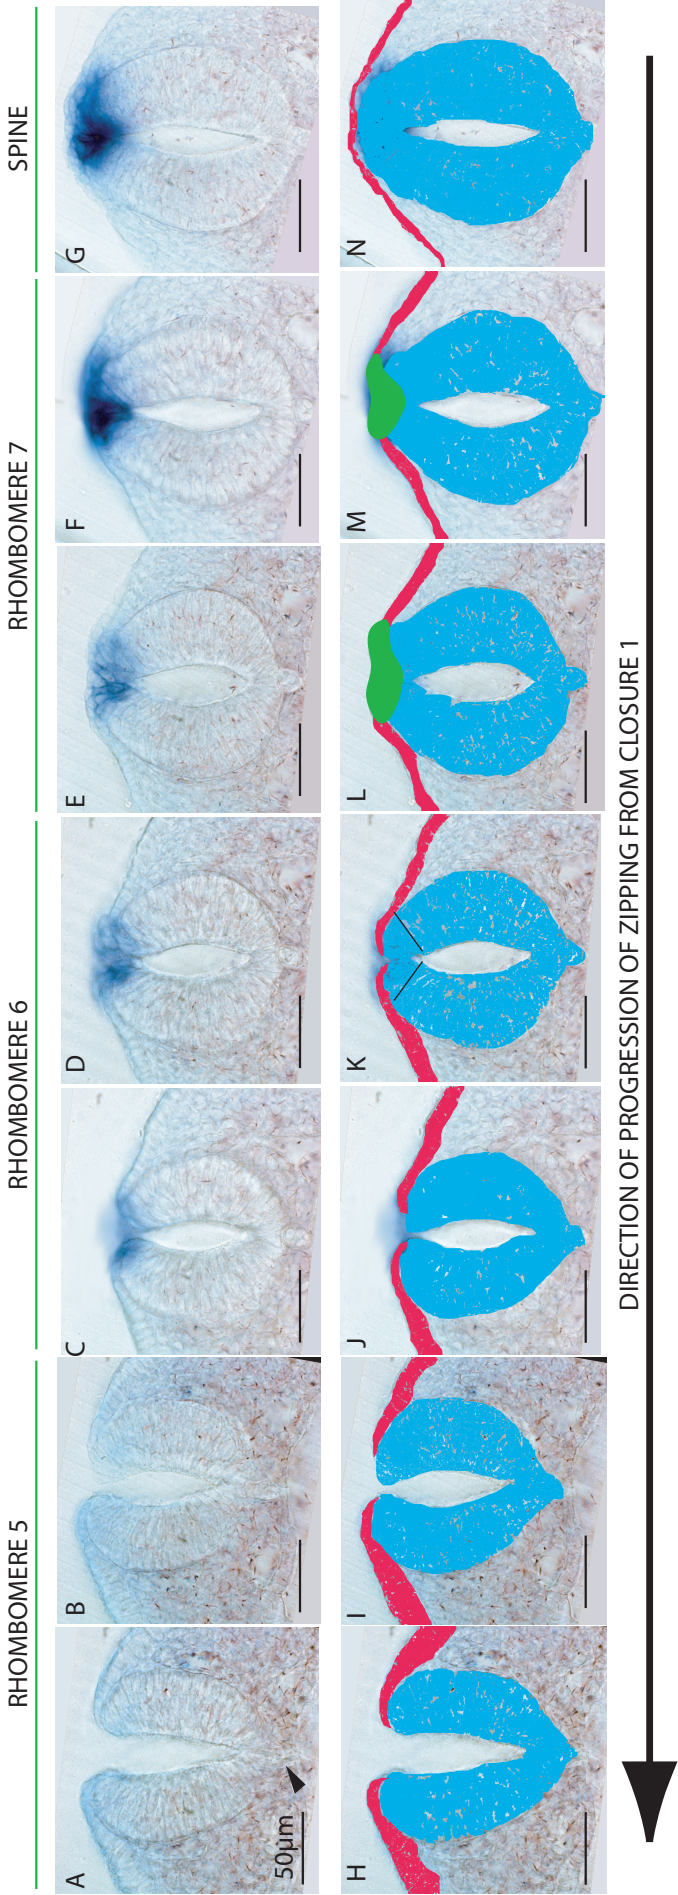 RHOMBOMERE 5
RHOMBOMERE 6
RHOMBOMERE 7
SPINE
A
B
C
D
E
F
G
50µm
H
I
J
K
L
M
N
DIRECTION OF PROGRESSION OF ZIPPING FROM CLOSURE 1